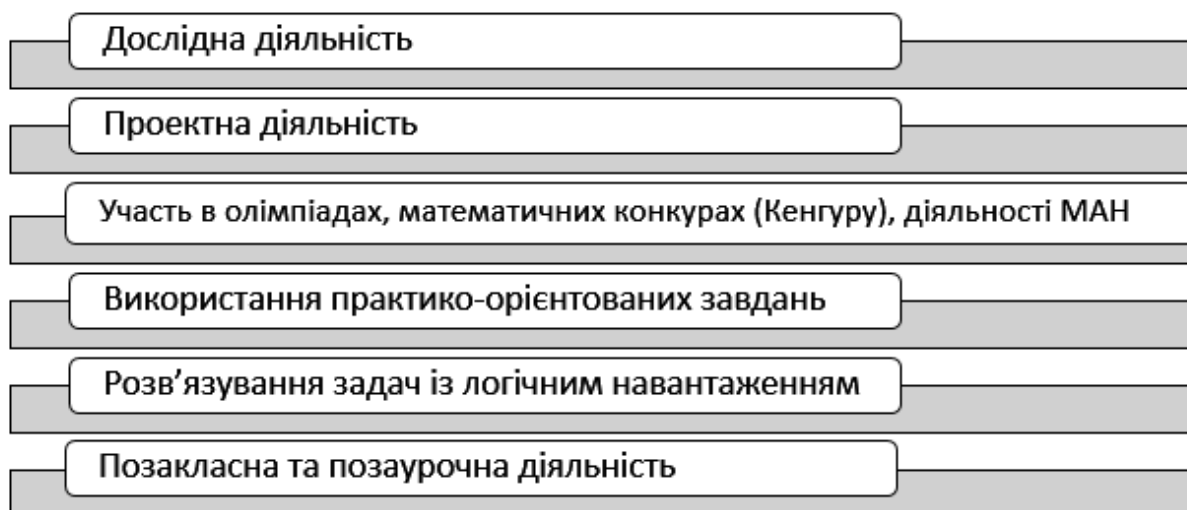 Дослідна діяльність
Проектна діяльність
Участь в олімпіадах, математичних конкурах (Кенгуру), діяльності МАН
Використання практико-орієнтованих завдань
Розв’язування задач із логічним навантаженням
Позакласна та позаурочна діяльність